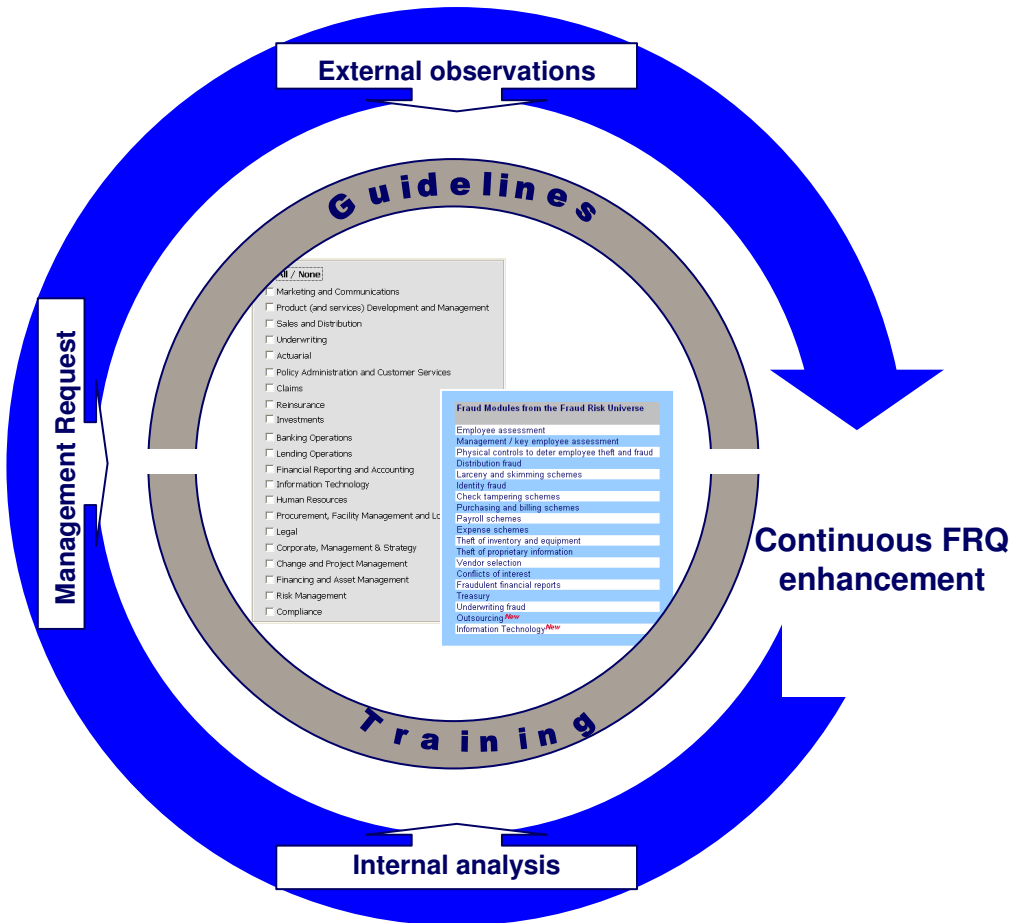 External observations
Guidelines
All / None
Marketing and Communications
Product (and services) Development and Management
Sales and Distribution
Underwriting
Actuarial
Policy Administration and Customer Services
Claims
Reinsurance
Investments
Banking Operations
Lending Operations
Financial Reporting and Accounting
Information Technology
Human Resources
Procurement, Facility Management and Lo
Legal
Corporate, Management & Strategy
Change and Project Management
Financing and Asset Management
Risk Management
Compliance
Fraud Modules from the Fraud Risk Universe
Employee assessment
Management / key employee assessment
Physical controls to deter employee theft and fraud
Distribution fraud
Larceny and skimming schemes
Identity fraud
Check tampering schemes
Purchasing and billing schemes
Payroll schemes
Expense schemes
Theft of inventory and equipment
Theft of proprietary information
Vendor selection
Conflicts of interest
Fraudulent financial reports
Treasury
Underwriting fraud
Outsourcing New
Information Technology New
Management Request
Continuous FRQ
enhancement
Training
Internal analysis